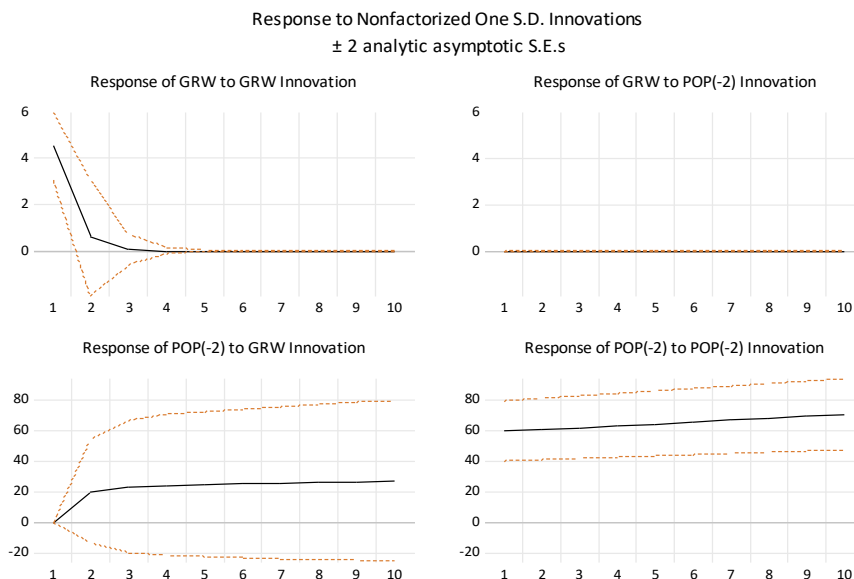 Response to Nonfactorized One S.D. Innovations
± 2 analytic asymptotic S.E.s
Response of GRW to GRW Innovation
6
4
2
0
1 2 3 4 5 6 7 8 9 10
Response of GRW to POP(-2) Innovation
6
4
2
0
1 2 3 4 5 6 7 8 9 10
Response of POP(-2) to GRW Innovation
80
60
40
20
0
-20
1 2 3 4 5 6 7 8 9 10
Response of POP(-2) to POP(-2) Innovation
80
60
40
20
0
-20
1 2 3 4 5 6 7 8 9 10